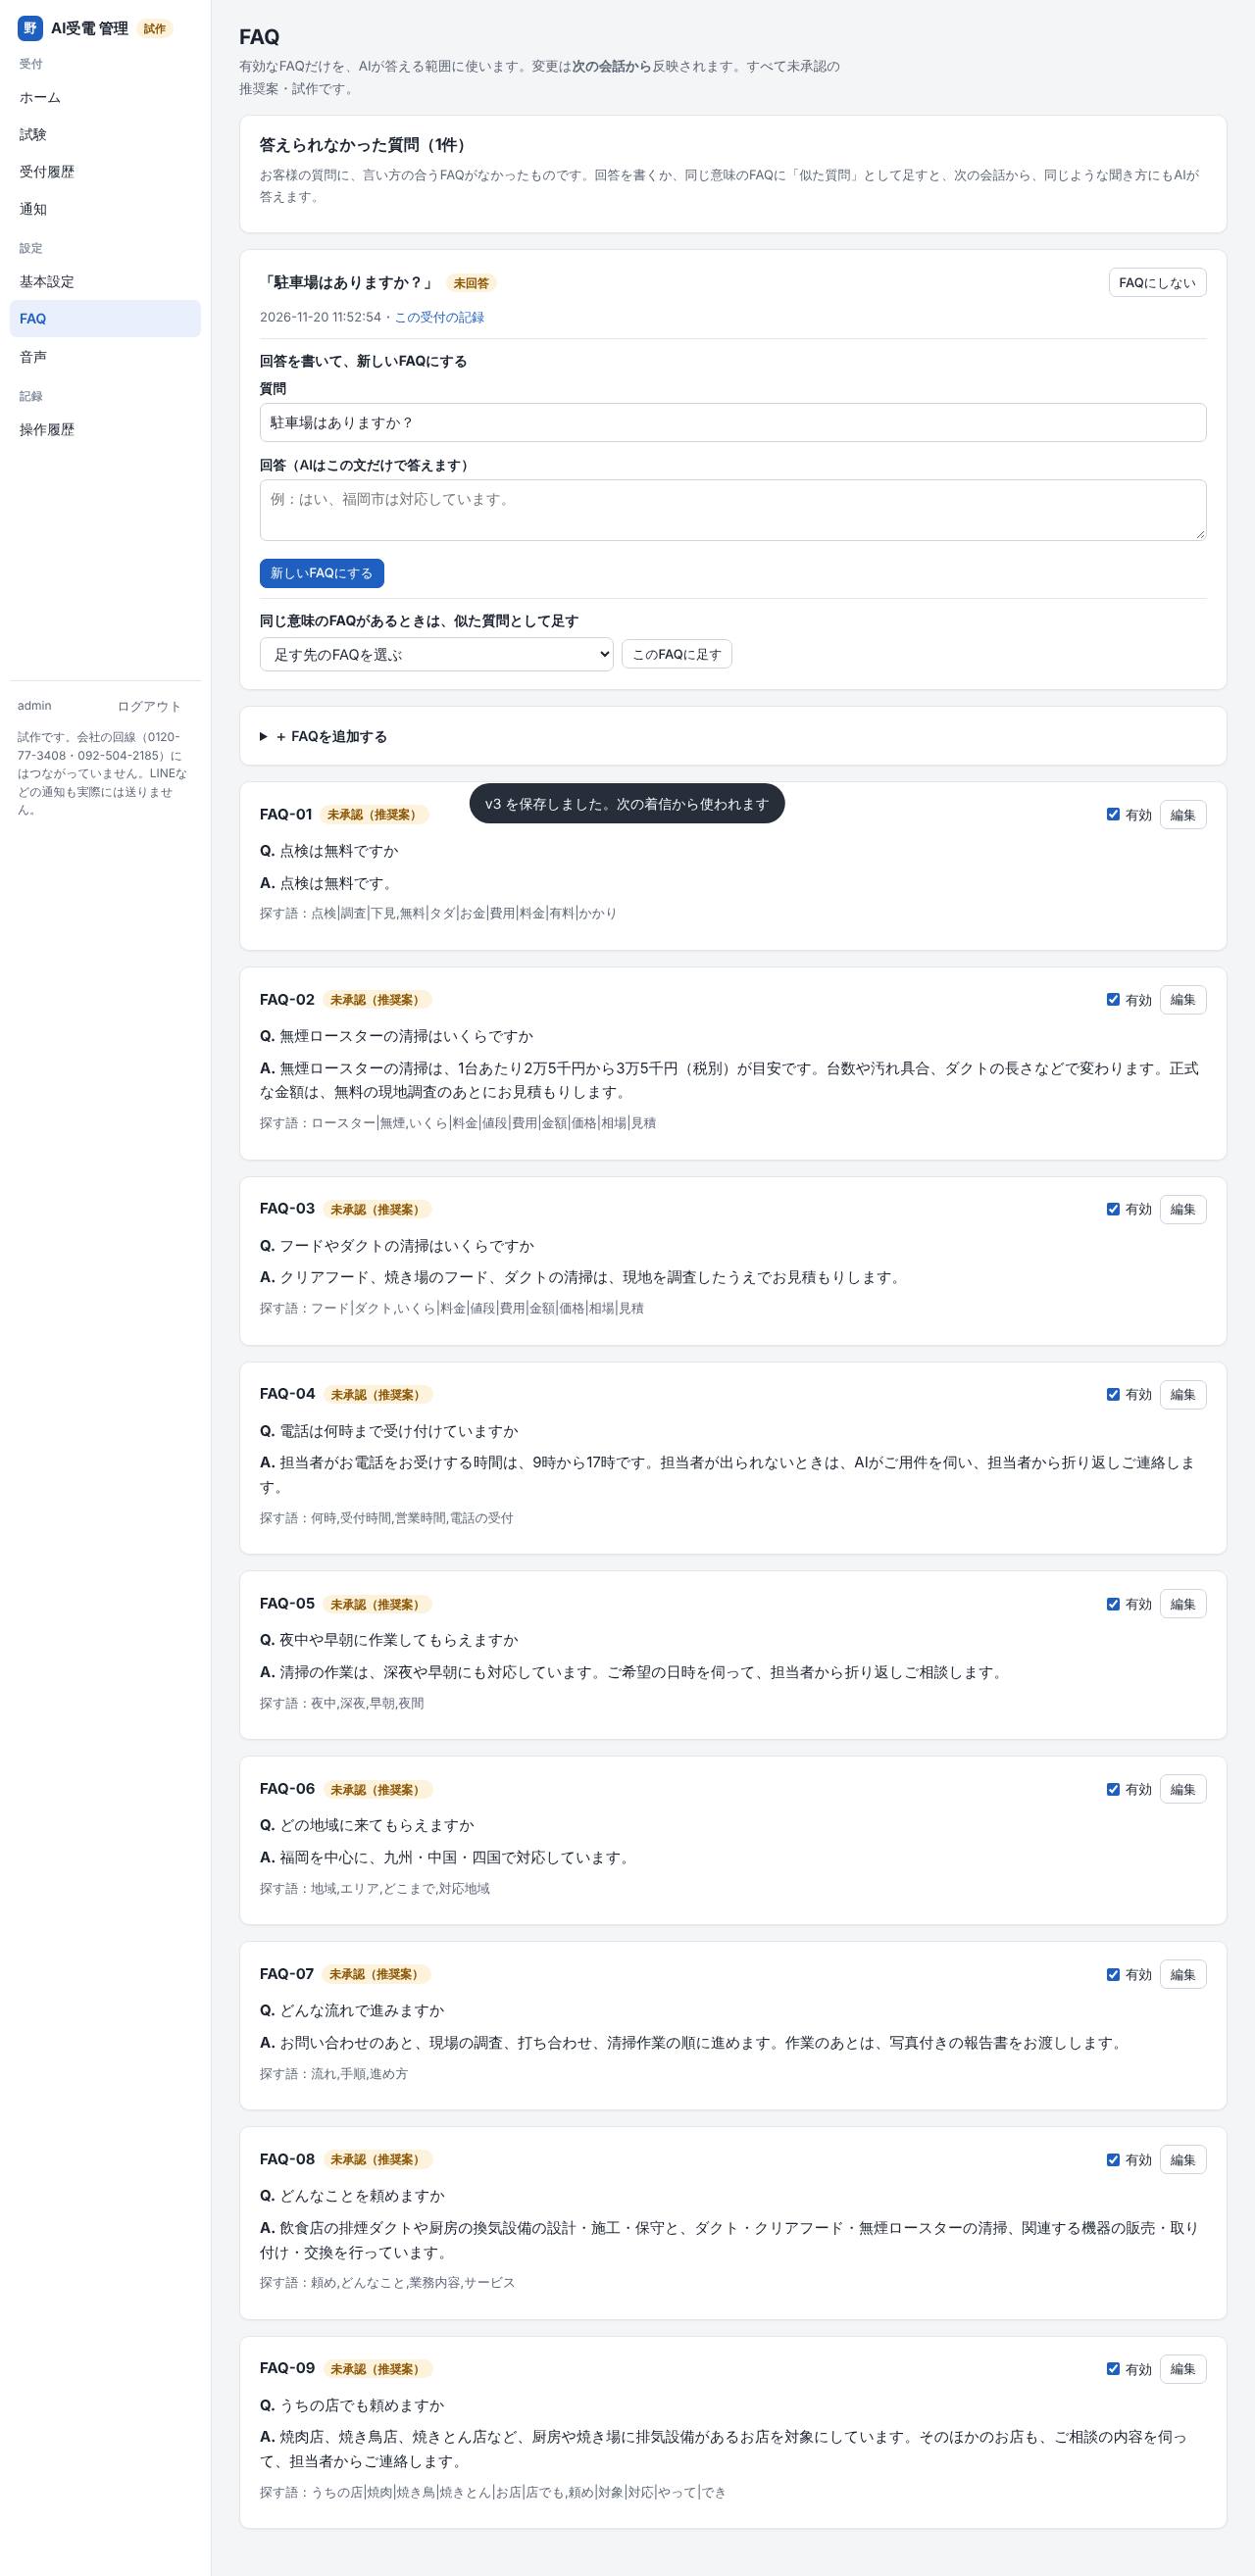 野 AI受電 管理 試作
受付
ホーム
試験
受付履歴
通知
設定
基本設定
FAQ
音声
記録
操作履歴
admin ログアウト
試作です。会社の回線（0120-
77-3408・092-504-2185）に
はつながっていません。LINEな
どの通知も実際には送りませ
ん。
FAQ
有効なFAQだけを、AIが答える範囲に使います。変更は次の会話から反映されます。すべて未承認の
推奨案・試作です。
答えられなかった質問（1件）
お客様の質問に、言い方の合うFAQがなかったものです。回答を書くか、同じ意味のFAQに「似た質問」として足すと、次の会話から、同じような聞き方にもAIが
答えます。
「駐車場はありますか？」 未回答 FAQにしない
2026-11-20 11:52:54・この受付の記録
回答を書いて、新しいFAQにする
質問
駐車場はありますか？
回答（AIはこの文だけで答えます）
例：はい、福岡市は対応しています。
新しいFAQにする
同じ意味のFAQがあるときは、似た質問として足す
足す先のFAQを選ぶ このFAQに足す
＋ FAQを追加する
v3 を保存しました。次の着信から使われます
FAQ-01 未承認（推奨案） 有効 編集
Q. 点検は無料ですか
A. 点検は無料です。
探す語：点検|調査|下見,無料|タダ|お金|費用|料金|有料|かかり
FAQ-02 未承認（推奨案） 有効 編集
Q. 無煙ロースターの清掃はいくらですか
A. 無煙ロースターの清掃は、1台あたり2万5千円から3万5千円（税別）が目安です。台数や汚れ具合、ダクトの長さなどで変わります。正式
な金額は、無料の現地調査のあとにお見積もりします。
探す語：ロースター|無煙,いくら|料金|値段|費用|金額|価格|相場|見積
FAQ-03 未承認（推奨案） 有効 編集
Q. フードやダクトの清掃はいくらですか
A. クリアフード、焼き場のフード、ダクトの清掃は、現地を調査したうえでお見積もりします。
探す語：フード|ダクト,いくら|料金|値段|費用|金額|価格|相場|見積
FAQ-04 未承認（推奨案） 有効 編集
Q. 電話は何時まで受け付けていますか
A. 担当者がお電話をお受けする時間は、9時から17時です。担当者が出られないときは、AIがご用件を伺い、担当者から折り返しご連絡しま
す。
探す語：何時,受付時間,営業時間,電話の受付
FAQ-05 未承認（推奨案） 有効 編集
Q. 夜中や早朝に作業してもらえますか
A. 清掃の作業は、深夜や早朝にも対応しています。ご希望の日時を伺って、担当者から折り返しご相談します。
探す語：夜中,深夜,早朝,夜間
FAQ-06 未承認（推奨案） 有効 編集
Q. どの地域に来てもらえますか
A. 福岡を中心に、九州・中国・四国で対応しています。
探す語：地域,エリア,どこまで,対応地域
FAQ-07 未承認（推奨案） 有効 編集
Q. どんな流れで進みますか
A. お問い合わせのあと、現場の調査、打ち合わせ、清掃作業の順に進めます。作業のあとは、写真付きの報告書をお渡しします。
探す語：流れ,手順,進め方
FAQ-08 未承認（推奨案） 有効 編集
Q. どんなことを頼めますか
A. 飲食店の排煙ダクトや厨房の換気設備の設計・施工・保守と、ダクト・クリアフード・無煙ロースターの清掃、関連する機器の販売・取り
付け・交換を行っています。
探す語：頼め,どんなこと,業務内容,サービス
FAQ-09 未承認（推奨案） 有効 編集
Q. うちの店でも頼めますか
A. 焼肉店、焼き鳥店、焼きとん店など、厨房や焼き場に排気設備があるお店を対象にしています。そのほかのお店も、ご相談の内容を伺っ
て、担当者からご連絡します。
探す語：うちの店|焼肉|焼き鳥|焼きとん|お店|店でも,頼め|対象|対応|やって|でき